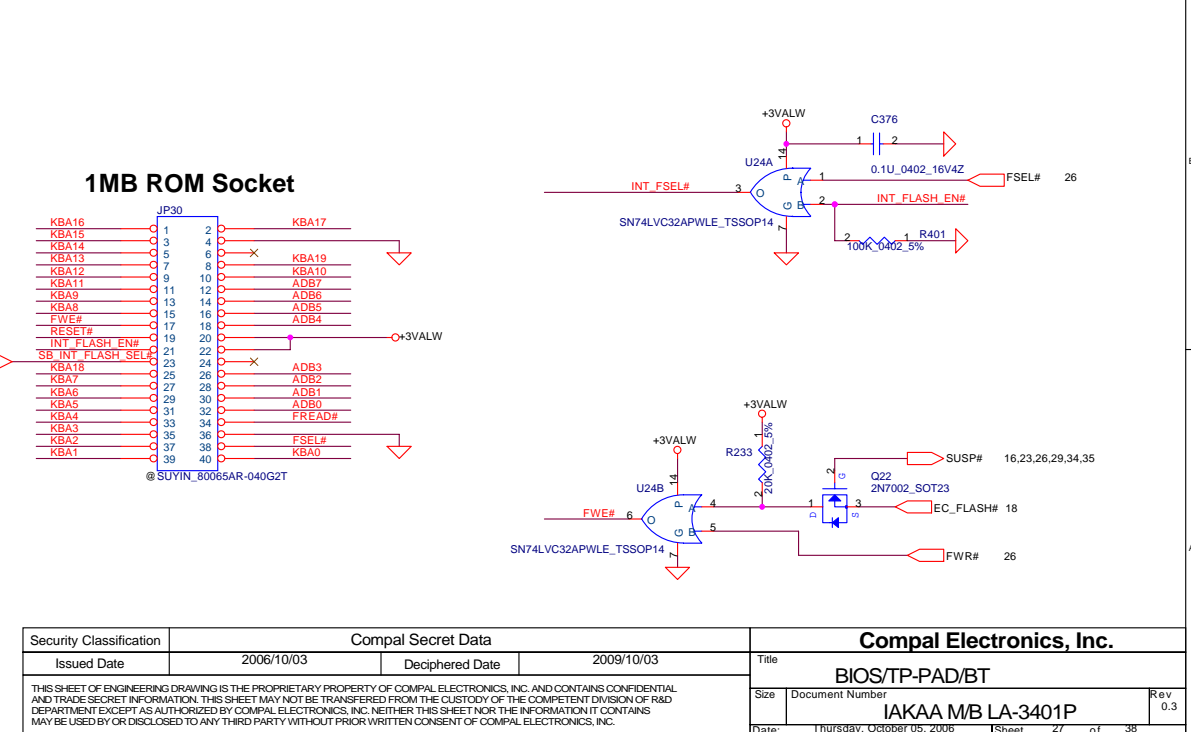 +3VALW
C376
1 2
0.1U_0402_16V4Z
14
U24A
P
A
1
FSEL# 26
INT_FSEL#
3
O
G
B
2
INT_FLASH_EN#
SN74LVC32APWLE_TSSOP14
7
2 1 R401
100K_0402_5%
1MB ROM Socket
JP30
KBA16 1 2 KBA17
KBA15 3 4
KBA14 5 6
KBA13 7 8 KBA19
KBA12 9 10 KBA10
KBA11 11 12 ADB7
KBA9 13 14 ADB6
KBA8 15 16 ADB5
FWE# 17 18 ADB4
RESET# 19 20 +3VALW
INT_FLASH_EN# 21 22
SB_INT_FLASH_SEL# 23 24
KBA18 25 26 ADB3
KBA7 27 28 ADB2
KBA6 29 30 ADB1
KBA5 31 32 ADB0
KBA4 33 34 FREAD#
KBA3 35 36
KBA2 37 38 FSEL#
KBA1 39 40 KBA0
@SUYIN_80065AR-040G2T
+3VALW
1
R233
20K_0402_5%
2
+3VALW
14
U24B
P
A
4
FWE#
6
O
G
B
5
SN74LVC32APWLE_TSSOP14
7
SUSP# 16,23,26,29,34,35
2
G
Q22
2N7002_SOT23
1
D
S
3
EC_FLASH# 18
FWR# 26
Security Classification
Compal Secret Data
Issued Date
2006/10/03
Deciphered Date
2009/10/03
THIS SHEET OF ENGINEERING DRAWING IS THE PROPRIETARY PROPERTY OF COMPAL ELECTRONICS, INC. AND CONTAINS CONFIDENTIAL
AND TRADE SECRET INFORMATION. THIS SHEET MAY NOT BE TRANSFERED FROM THE CUSTODY OF THE COMPETENT DIVISION OF R&D
DEPARTMENT EXCEPT AS AUTHORIZED BY COMPAL ELECTRONICS, INC. NEITHER THIS SHEET NOR THE INFORMATION IT CONTAINS
MAY BE USED BY OR DISCLOSED TO ANY THIRD PARTY WITHOUT PRIOR WRITTEN CONSENT OF COMPAL ELECTRONICS, INC.
Compal Electronics, Inc.
Title
BIOS/TP-PAD/BT
Size
Document Number
IAKAA M/B LA-3401P
Rev
0.3
Date: Thursday, October 05, 2006
Sheet 27 of 38